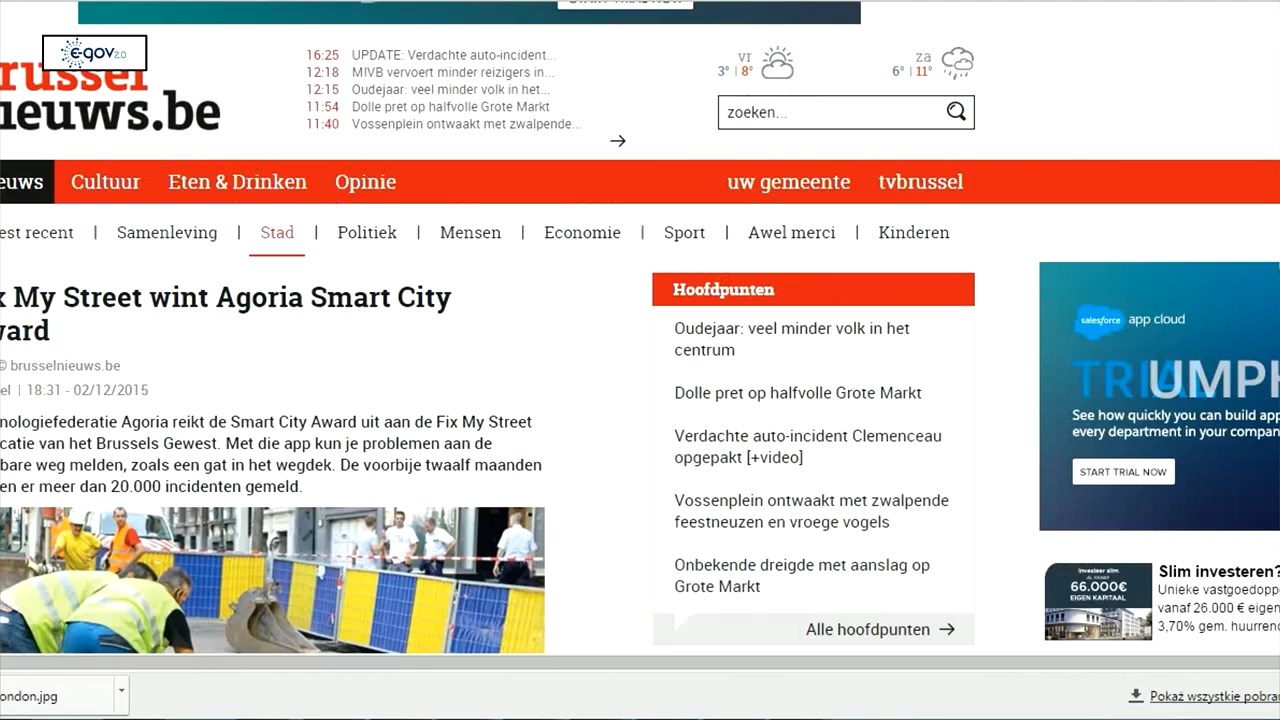 e-gov 2.0
russel
ieuws.be
16:25 UPDATE: Verdachte auto-incident...
12:18 MIVB vervoert minder reizigers in...
12:15 Oudejaar: veel minder volk in het...
11:54 Dolle pret op halfvolle Grote Markt
11:40 Vossenplein ontwaakt met zwalpende...
vr
3° | 8°
za
6° | 11°
zoeken...
euws Cultuur Eten & Drinken Opinie uw gemeente tvbrussel
est recent | Samenleving | Stad | Politiek | Mensen | Economie | Sport | Awel merci | Kinderen
x My Street wint Agoria Smart City
ward
© brusselnieuws.be
el | 18:31 - 02/12/2015
nologiefederatie Agoria reikt de Smart City Award uit aan de Fix My Street
catie van het Brussels Gewest. Met die app kun je problemen aan de
bare weg melden, zoals een gat in het wegdek. De voorbije twaalf maanden
en er meer dan 20.000 incidenten gemeld.
Hoofdpunten
Oudejaar: veel minder volk in het
centrum
Dolle pret op halfvolle Grote Markt
Verdachte auto-incident Clemenceau
opgepakt [+video]
Vossenplein ontwaakt met zwalpende
feestneuzen en vroege vogels
Onbekende dreigde met aanslag op
Grote Markt
Alle hoofdpunten
salesforce app cloud
See how quickly you can build app
every department in your compan
START TRIAL NOW
Investeer slim
AL VANAF
66.000€
EIGEN KAPITAAL
Slim investeren?
Unieke vastgoedopp
vanaf 26.000 € eigen
3,70% gem. huurren
ondon.jpg
Pokaż wszystkie pobra